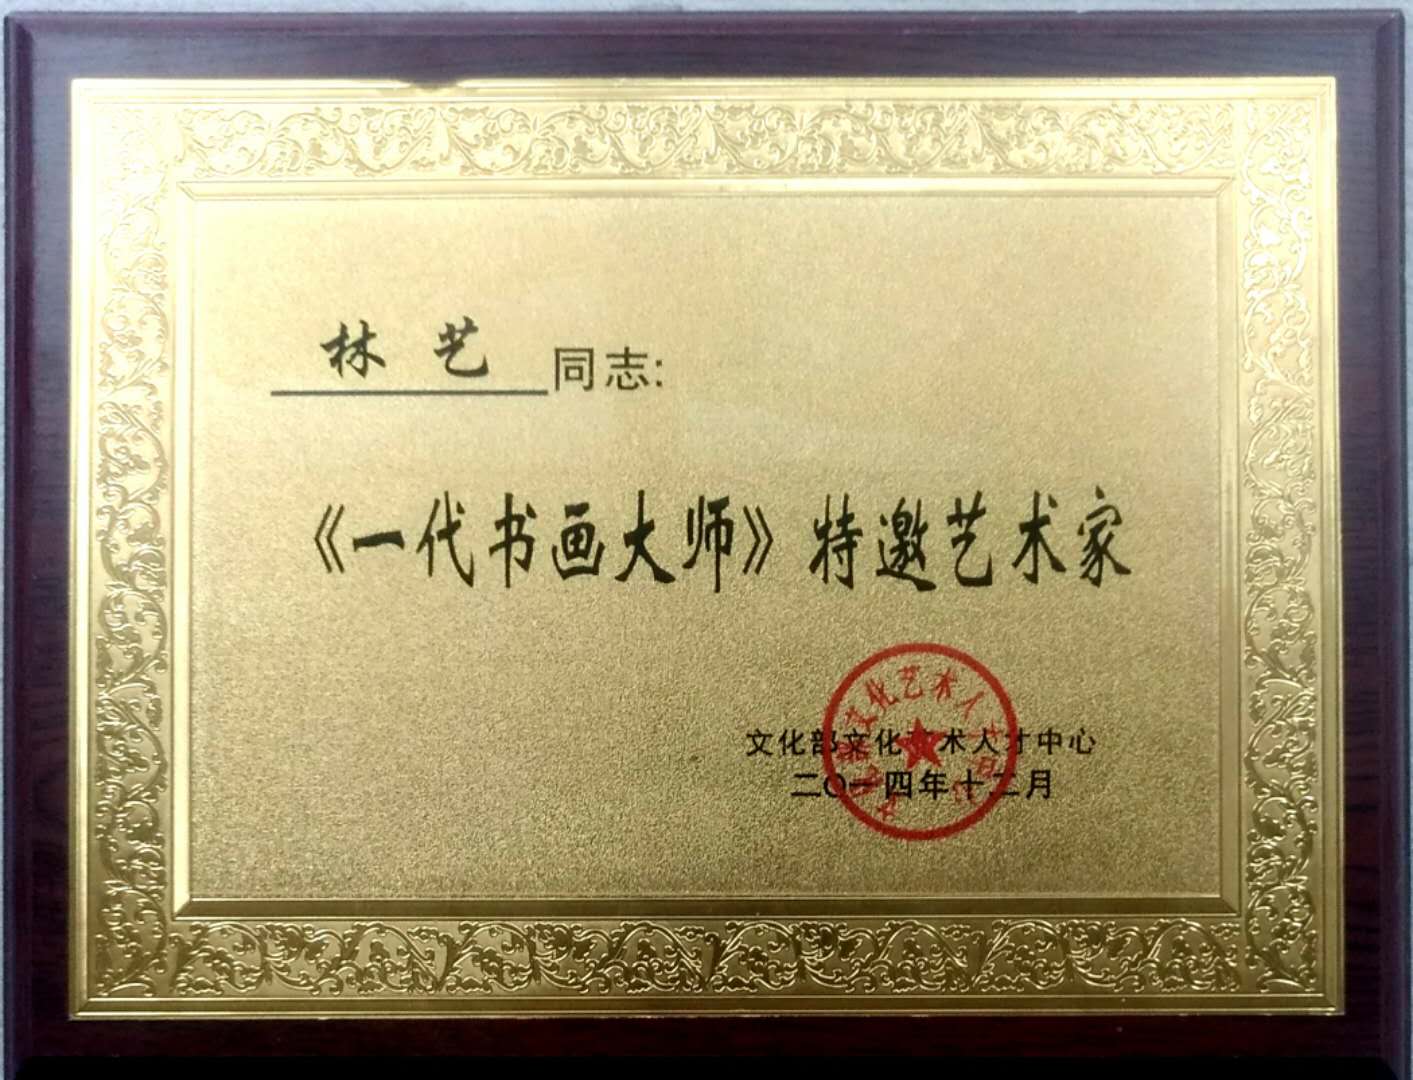 林艺同志:
《一代书画大师》特邀艺术家
文化部文化艺术人才中心
二〇一四年十二月